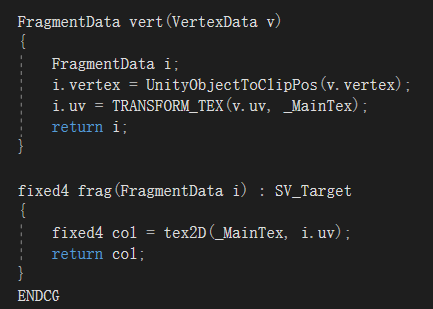 FragmentData vert(VertexData v)
{
FragmentData i;
i.vertex = UnityObjectToClipPos(v.vertex);
i.uv = TRANSFORM_TEX(v.uv, _MainTex);
return i;
}
fixed4 frag(FragmentData i) : SV_Target
{
fixed4 col = tex2D(_MainTex, i.uv);
return col;
}
ENDCG